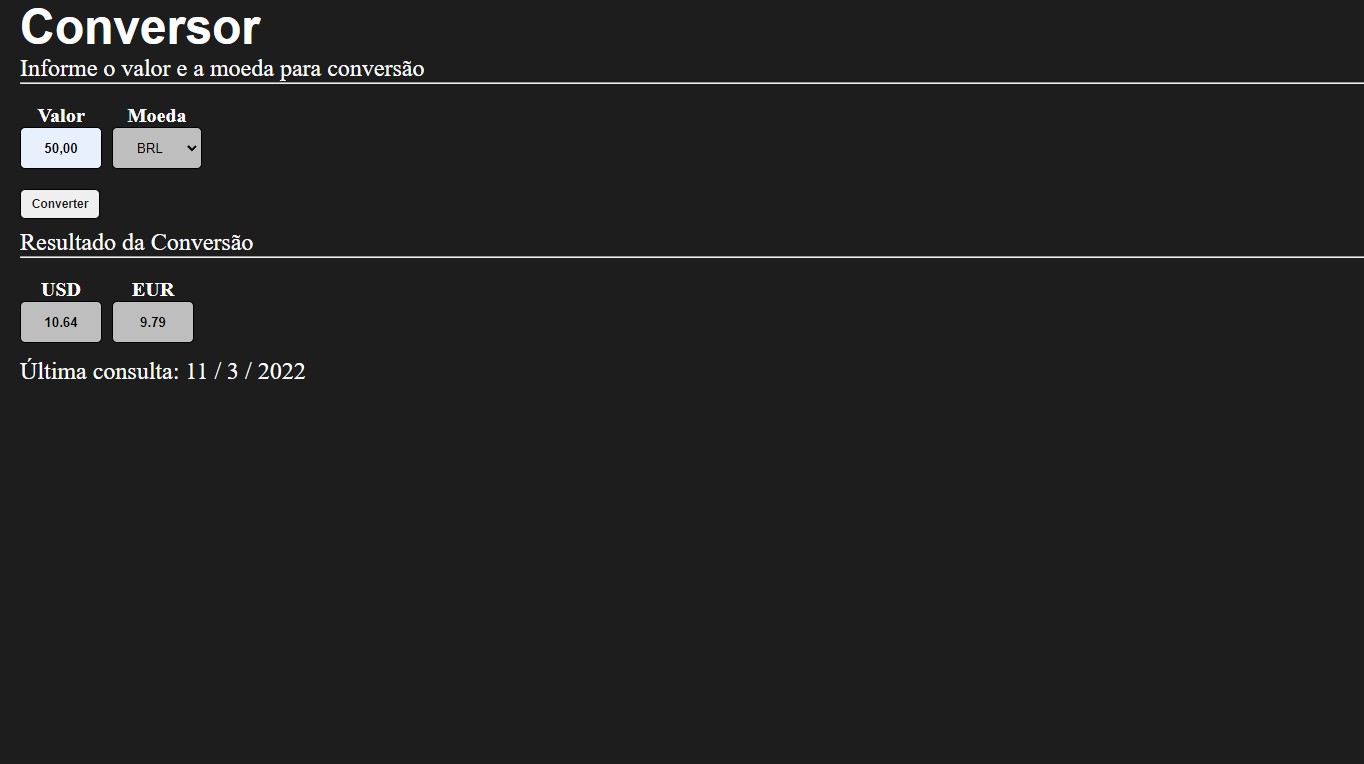 Conversor
Informe o valor e a moeda para conversão
Valor Moeda
50,00 BRL
Converter
Resultado da Conversão
USD EUR
10.64 9.79
Última consulta: 11 / 3 / 2022